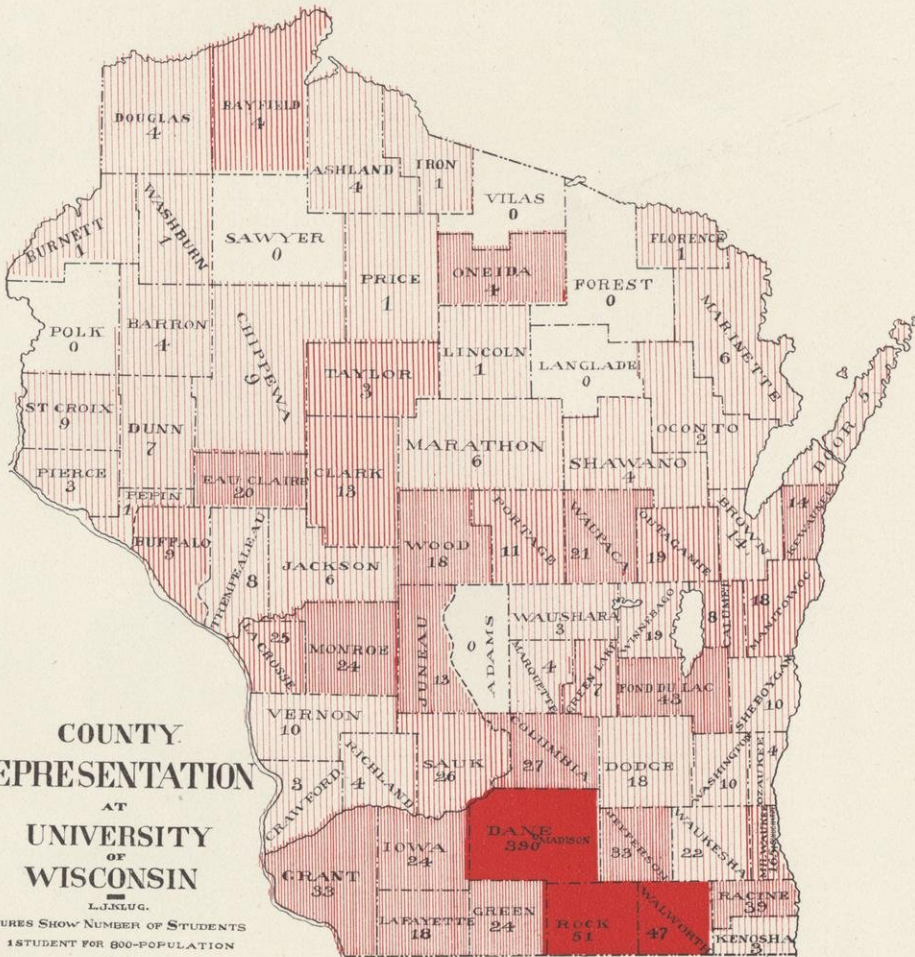 DOUGLAS
4
BAYFIELD
4
ASHLAND
4
IRON
1
VILAS
0
BURNETT
1
WASHBURN
1
SAWYER
0
PRICE
1
ONEIDA
4
FOREST
0
FLORENCE
1
MARINETTE
6
POLK
0
BARRON
4
CHIPPEWA
9
TAYLOR
3
LINCOLN
1
LANGLADE
0
OCONTO
2
DOOR
5
ST CROIX
9
DUNN
7
PIERCE
3
PEPIN
1
EAU CLAIRE
20
CLARK
13
MARATHON
6
SHAWANO
4
BUFFALO
9
TREMPEALEAU
8
JACKSON
6
WOOD
18
PORTAGE
11
WAUPACA
21
OUTAGAMIE
19
BROWN
14
14
KEWAUNEE
LA CROSSE
25
MONROE
24
JUNEAU
13
ADAMS
0
WAUSHARA
3
WINNEBAGO
19
CALUMET
8
18
MANITOWOC
MARQUETTE
4
GREEN LAKE
7
FOND DU LAC
43
SHEBOYGAN
10
VERNON
10
CRAWFORD
3
RICHLAND
4
SAUK
26
COLUMBIA
27
DODGE
18
WASHINGTON
10
OZAUKEE
4
GRANT
33
IOWA
24
DANE
390
MADISON
JEFFERSON
33
WAUKESHA
22
MILWAUKEE
LAFAYETTE
18
GREEN
24
ROCK
51
WALWORTH
47
RACINE
39
KENOSHA
COUNTY
EPRESENTATION
AT
UNIVERSITY
OF
WISCONSIN
L.J.KLUG.
URES SHOW NUMBER OF STUDENTS
1 STUDENT FOR 800-POPULATION